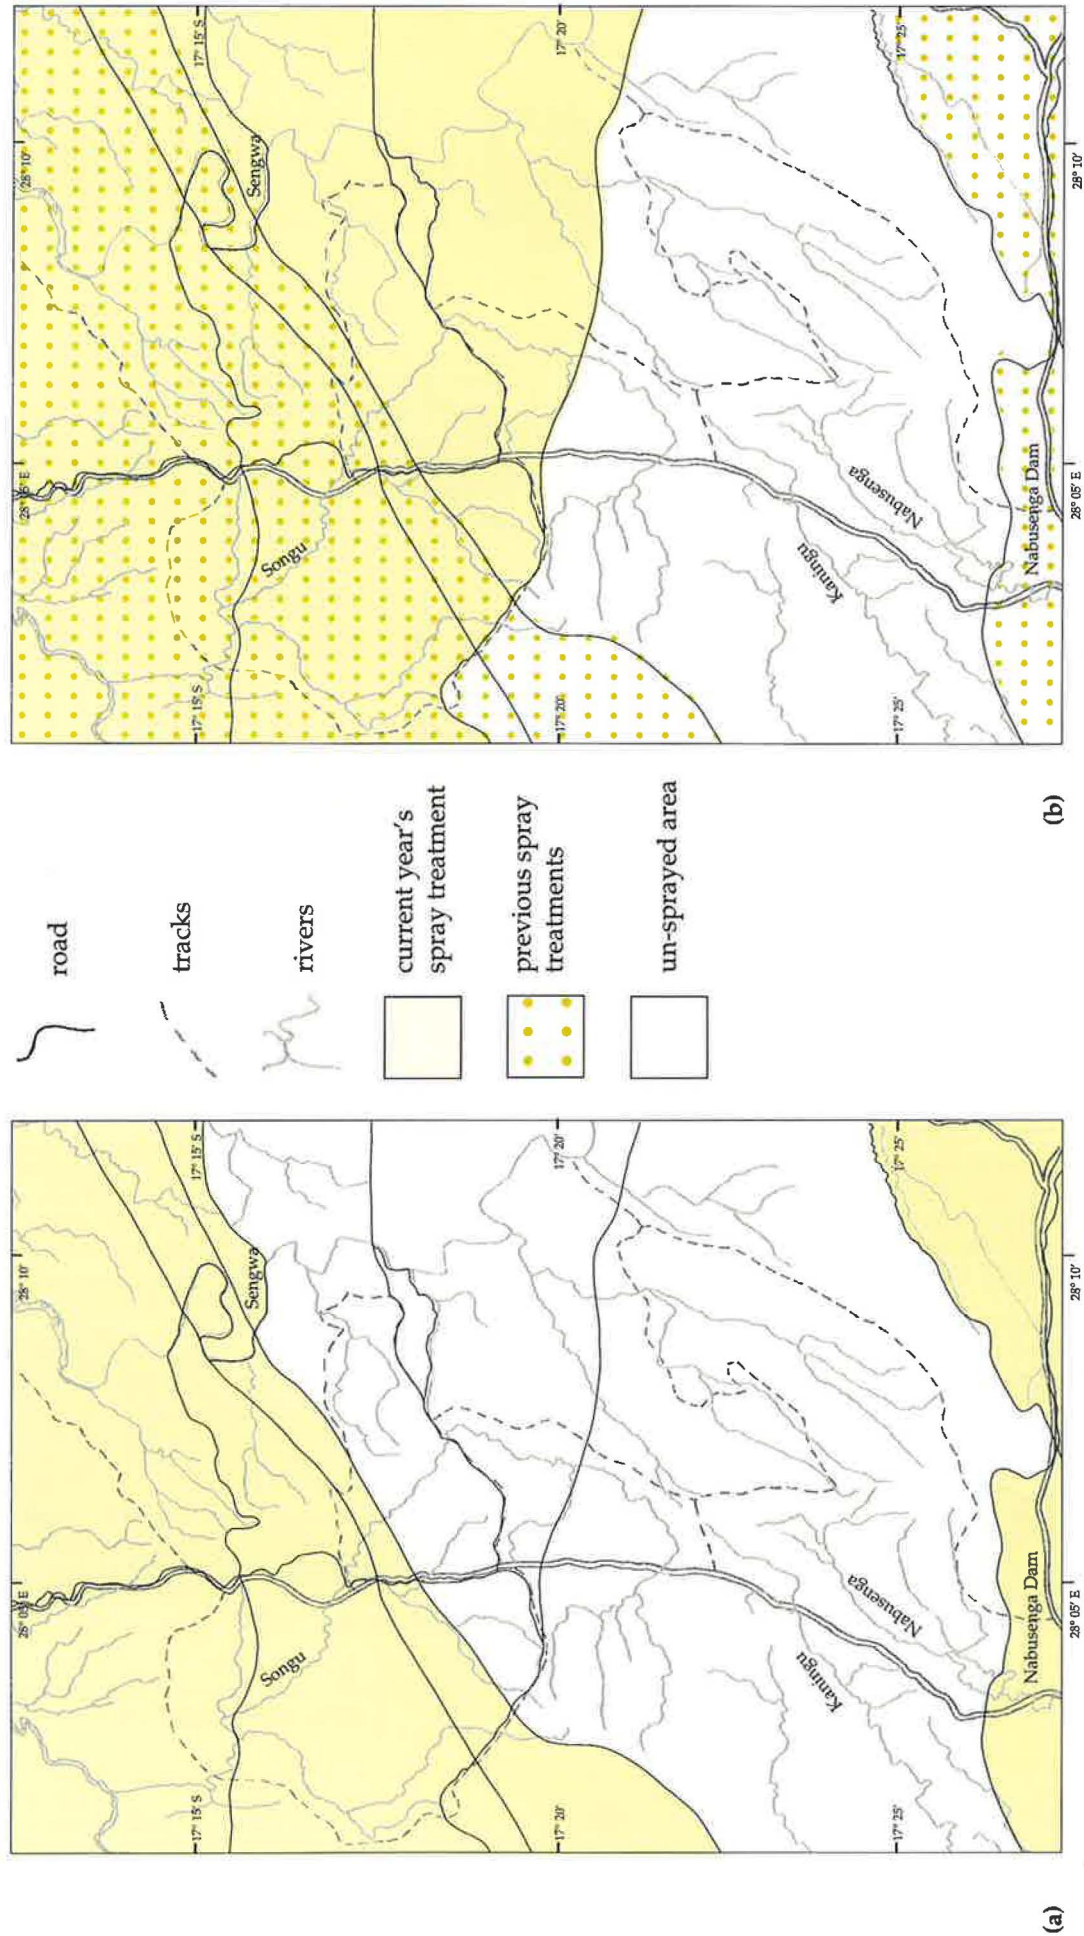 28° 05' E
28° 10'
17° 15' S
17° 15' S
Sengwa
Songu
17° 20'
17° 20'
Kaningu
Nabusenga
17° 25'
17° 25'
Nabusenga Dam
28° 05' E
28° 10'
(a)
road
tracks
rivers
current year's
spray treatment
previous spray
treatments
un-sprayed area
28° 05' E
28° 10'
17° 15' S
17° 15' S
Sengwa
Songu
17° 20'
17° 20'
Kaningu
Nabusenga
17° 25'
17° 25'
Nabusenga Dam
28° 05' E
28° 10'
(b)